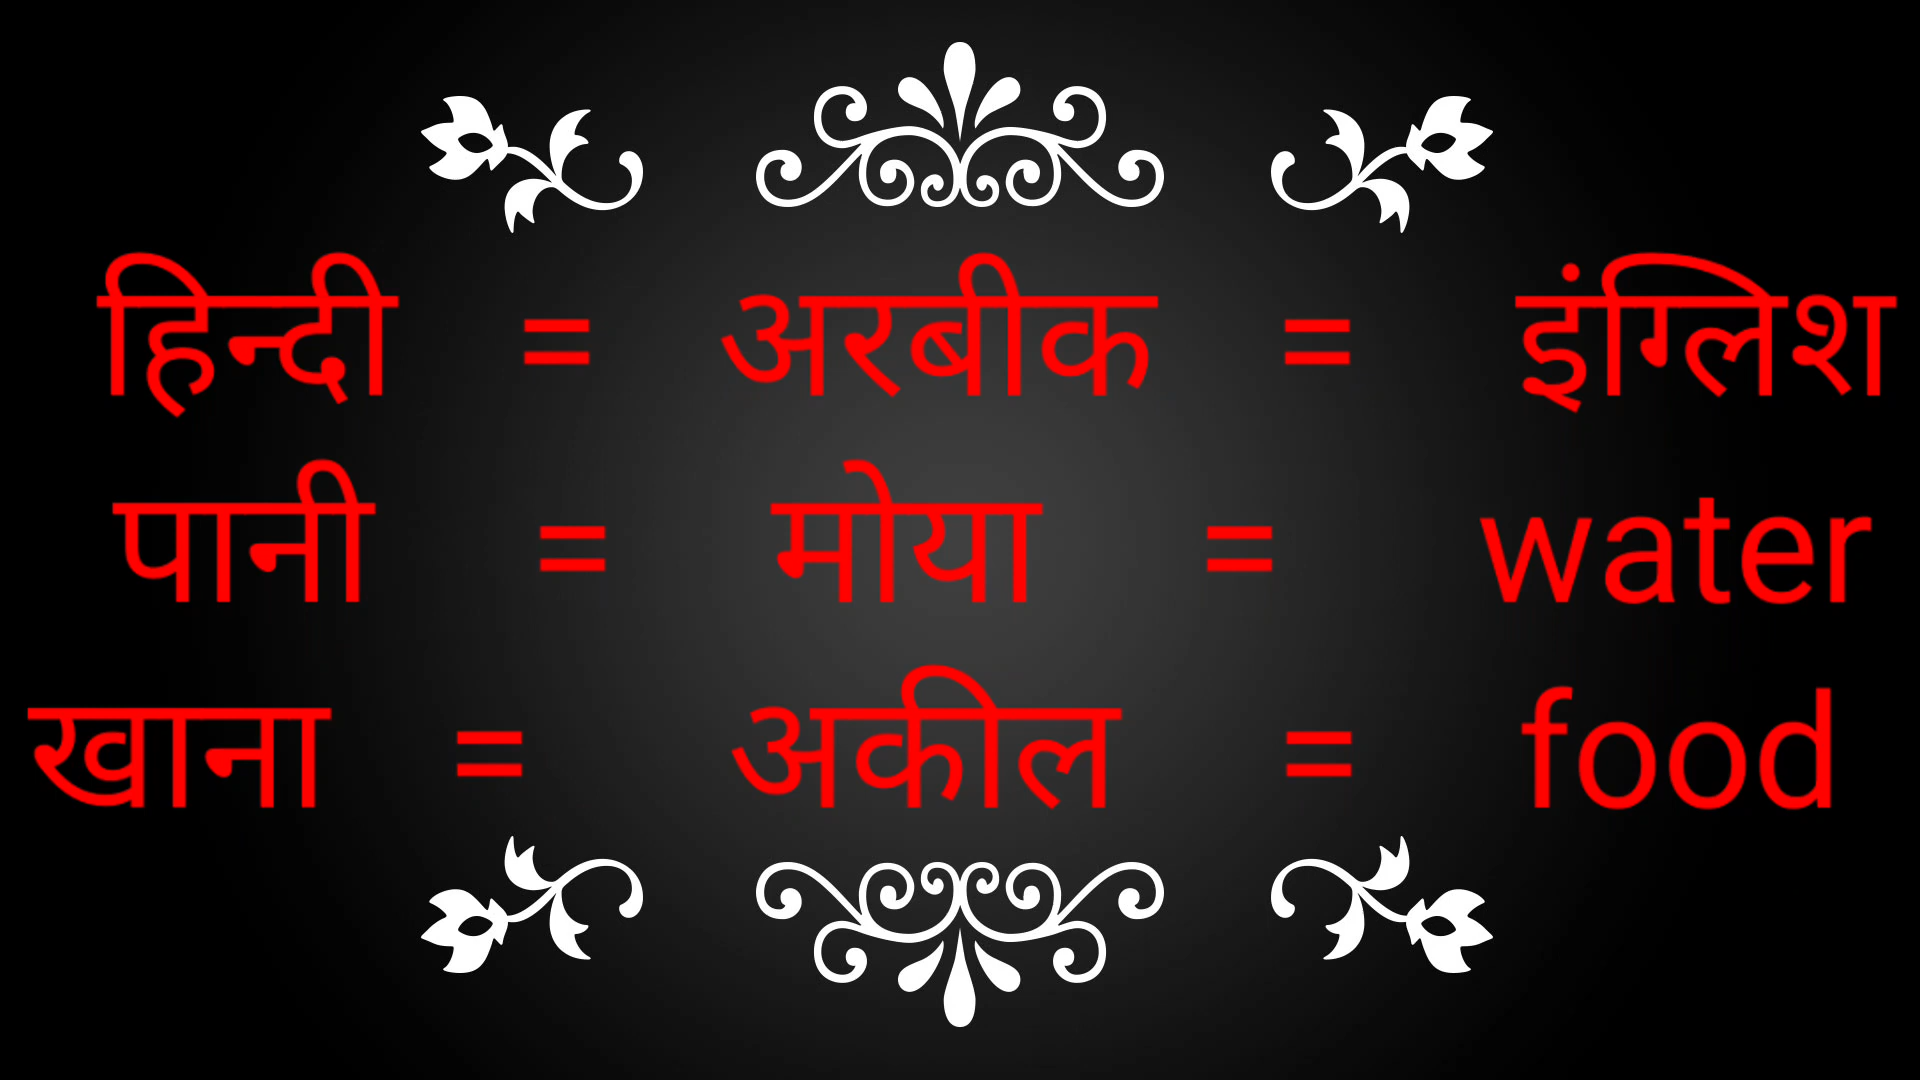 हिन्दी = अरबीक = इंग्लिश
पानी = मोया = water
खाना = अकील = food